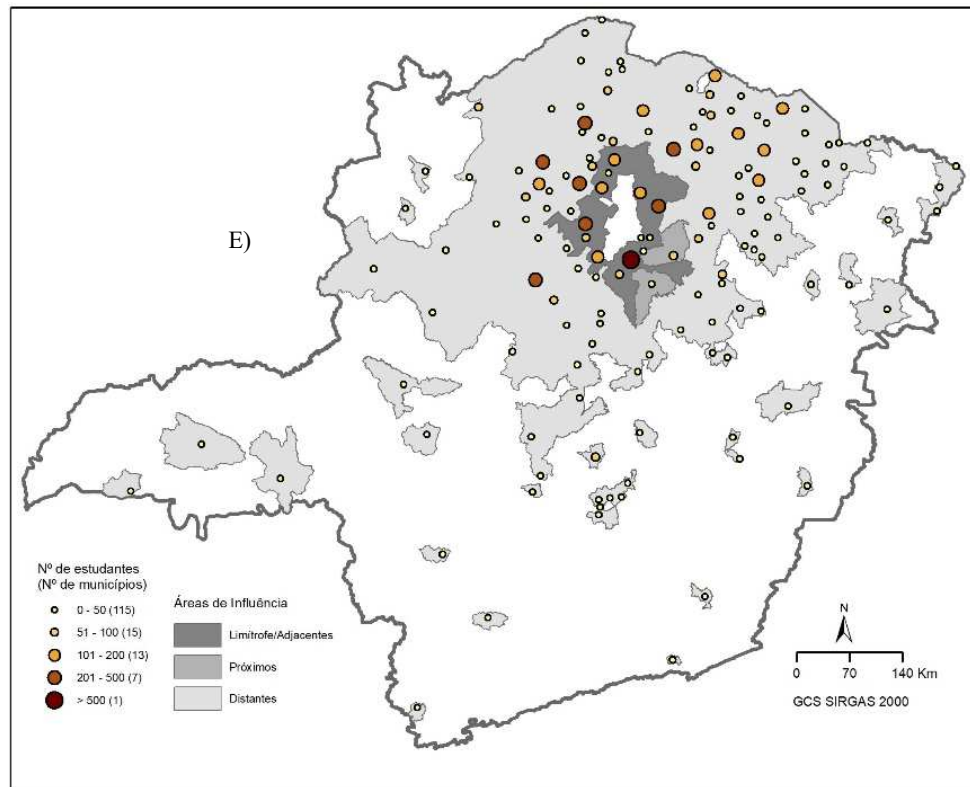 E)
Nº de estudantes
(Nº de municípios)
0 - 50 (115)
51 - 100 (15)
101 - 200 (13)
201 - 500 (7)
> 500 (1)
Áreas de Influência
Limítrofe/Adjacentes
Próximos
Distantes
N
0 70 140 Km
GCS SIRGAS 2000